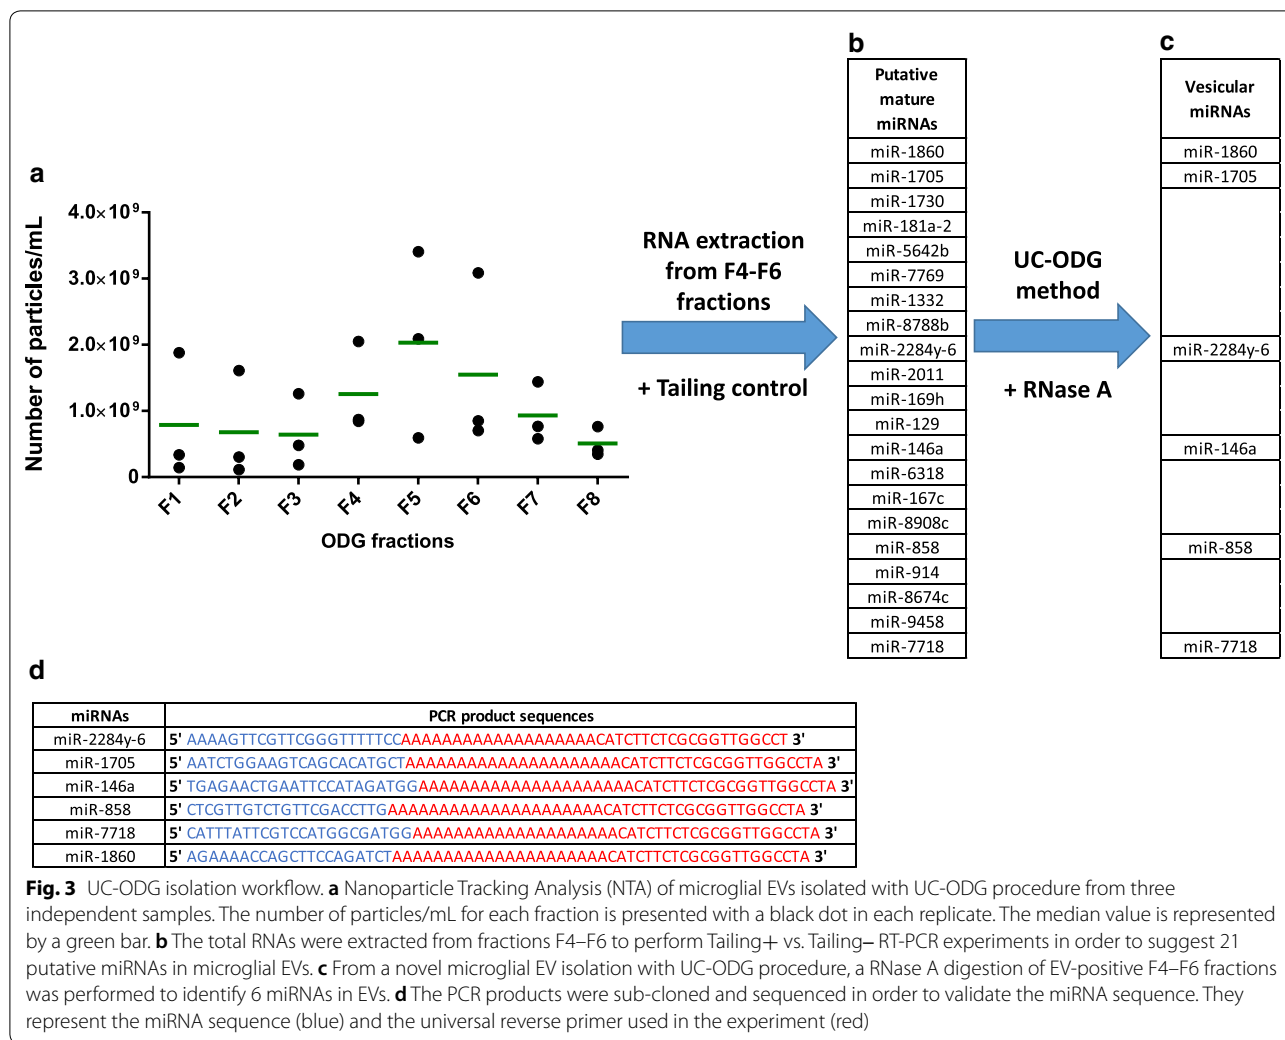 a
Number of particles/mL
4.0×10⁹
3.0×10⁹
2.0×10⁹
1.0×10⁹
0
F1 F2 F3 F4 F5 F6 F7 F8
ODG fractions
RNA extraction
from F4-F6
fractions
+ Tailing control
b
Putative
mature
miRNAs
miR-1860
miR-1705
miR-1730
miR-181a-2
miR-5642b
miR-7769
miR-1332
miR-8788b
miR-2284y-6
miR-2011
miR-169h
miR-129
miR-146a
miR-6318
miR-167c
miR-8908c
miR-858
miR-914
miR-8674c
miR-9458
miR-7718
UC-ODG
method
+ RNase A
c
Vesicular
miRNAs
miR-1860
miR-1705
miR-2284y-6
miR-146a
miR-858
miR-7718
d
miRNAs PCR product sequences
miR-2284y-6 5' AAAAGTTCGTTCGGGTTTTTCCAAAAAAAAAAAAAAAAAAACATCTTCTCGCGGTTGGCCT 3'
miR-1705 5' AATCTGGAAGTCAGCACATGCTAAAAAAAAAAAAAAAAAAAAACATCTTCTCGCGGTTGGCCTA 3'
miR-146a 5' TGAGAACTGAATTCCATAGATGGAAAAAAAAAAAAAAAAAAAAACATCTTCTCGCGGTTGGCCTA 3'
miR-858 5' CTCGTTGTCTGTTCGACCTTGAAAAAAAAAAAAAAAAAAAAACATCTTCTCGCGGTTGGCCTA 3'
miR-7718 5' CATTTATTCGTCCATGGCGATGGAAAAAAAAAAAAAAAAAAAACATCTTCTCGCGGTTGGCCTA 3'
miR-1860 5' AGAAAACCAGCTTCCAGATCTAAAAAAAAAAAAAAAAAAAAACATCTTCTCGCGGTTGGCCTA 3'
Fig. 3 UC-ODG isolation workflow. a Nanoparticle Tracking Analysis (NTA) of microglial EVs isolated with UC-ODG procedure from three
independent samples. The number of particles/mL for each fraction is presented with a black dot in each replicate. The median value is represented
by a green bar. b The total RNAs were extracted from fractions F4–F6 to perform Tailing+ vs. Tailing− RT-PCR experiments in order to suggest 21
putative miRNAs in microglial EVs. c From a novel microglial EV isolation with UC-ODG procedure, a RNase A digestion of EV-positive F4–F6 fractions
was performed to identify 6 miRNAs in EVs. d The PCR products were sub-cloned and sequenced in order to validate the miRNA sequence. They
represent the miRNA sequence (blue) and the universal reverse primer used in the experiment (red)